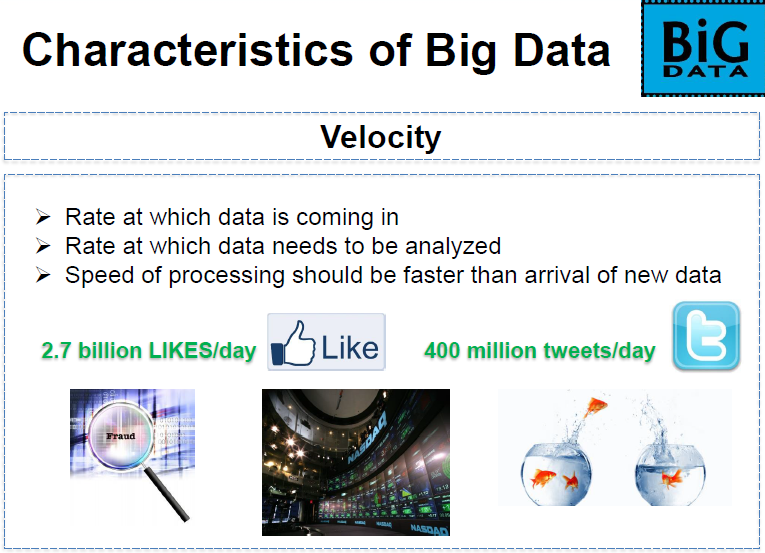 Characteristics of Big Data
BiG
DATA
Velocity
Rate at which data is coming in
Rate at which data needs to be analyzed
Speed of processing should be faster than arrival of new data
2.7 billion LIKES/day
Like
400 million tweets/day
t
Fraud
NASDAQ
NASDAQ
NASDAQ